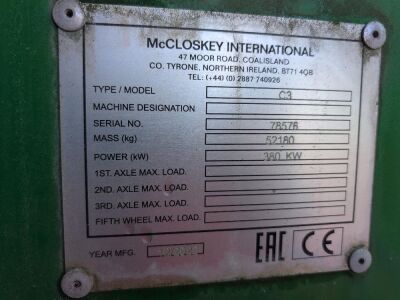 McCLOSKEY INTERNATIONAL
47 MOOR ROAD, COALISLAND
CO. TYRONE, NORTHERN IRELAND, BT71 4QB
TEL: (+44) (0) 2887 740926
TYPE / MODEL C3
MACHINE DESIGNATION
SERIAL NO. 78576
MASS (kg) 52180
POWER (kW) 380 KW
1ST. AXLE MAX. LOAD.
2ND. AXLE MAX. LOAD.
3RD. AXLE MAX. LOAD.
FIFTH WHEEL MAX. LOAD.
YEAR MFG.
EAC CE